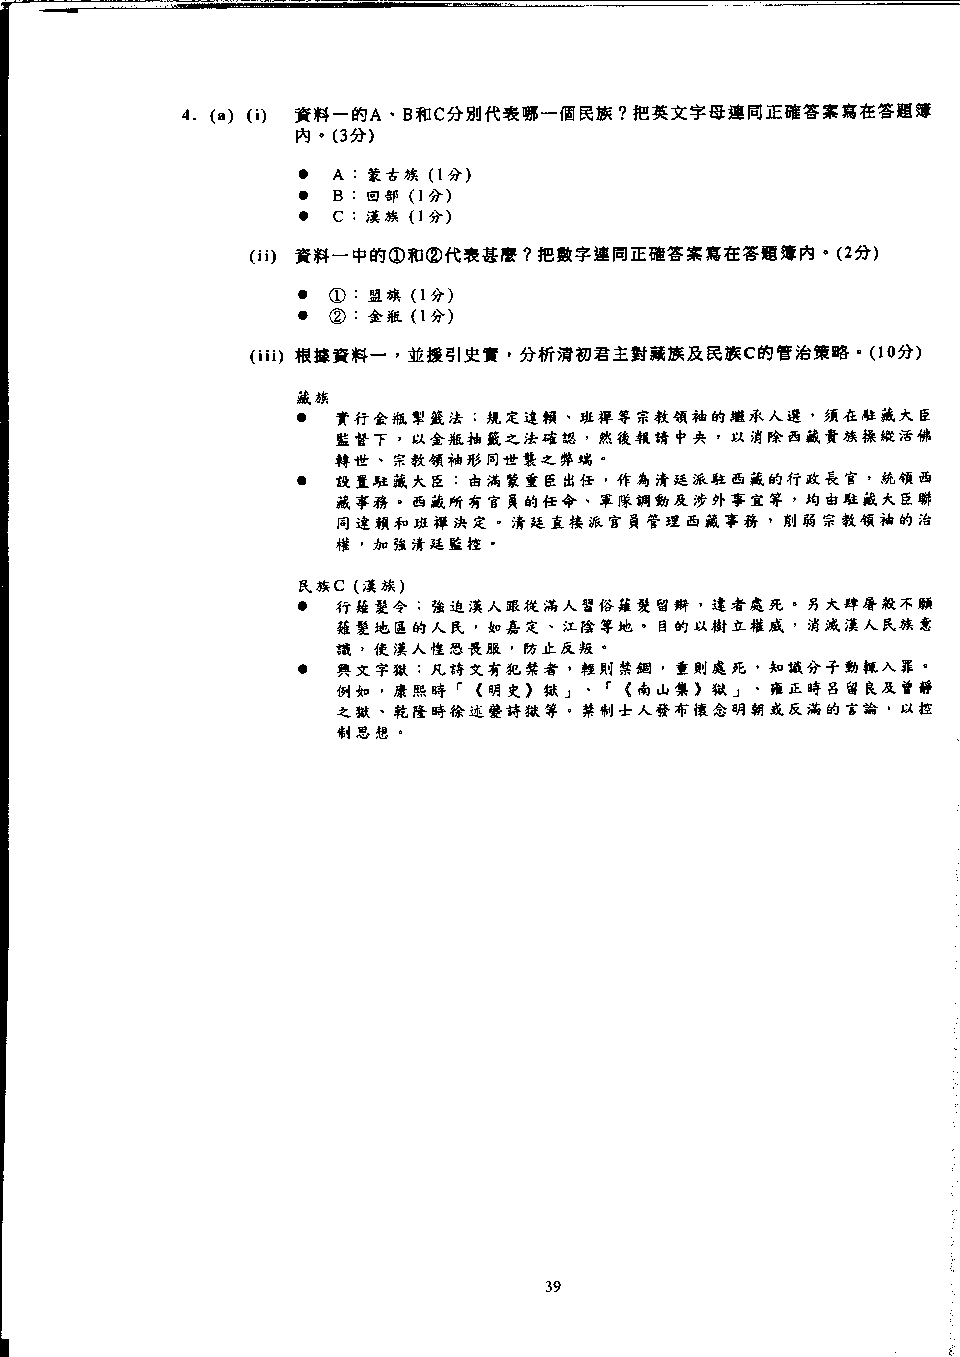 4. (a) (i) 資料一的A、B和C分別代表哪一個民族？把英文字母連同正確答案寫在答題簿
內。(3分)
● A：蒙古族 (1分)
● B：回部 (1分)
● C：漢族 (1分)
(ii) 資料一中的①和②代表甚麼？把數字連同正確答案寫在答題簿內。(2分)
● ①：盟旗 (1分)
● ②：金瓶 (1分)
(iii) 根據資料一，並援引史實，分析清初君主對藏族及民族C的管治策略。(10分)
藏族
● 實行金瓶掣籤法：規定達賴、班禪等宗教領袖的繼承人選，須在駐藏大臣
監督下，以金瓶抽籤之法確認，然後報請中央，以消除西藏貴族操縱活佛
轉世、宗教領袖形同世襲之弊端。
● 設置駐藏大臣：由滿蒙重臣出任，作為清廷派駐西藏的行政長官，統領西
藏事務。西藏所有官員的任命、軍隊調動及涉外事宜等，均由駐藏大臣聯
同達賴和班禪決定。清廷直接派官員管理西藏事務，削弱宗教領袖的治
權，加強清廷監控。
民族C (漢族)
● 行薙髮令：強迫漢人跟從滿人習俗薙髮留辮，違者處死。另大肆屠殺不願
薙髮地區的人民，如嘉定、江陰等地。目的以樹立權威，消滅漢人民族意
識，使漢人惶恐畏服，防止反叛。
● 興文字獄：凡詩文有犯禁者，輕則禁錮，重則處死，知識分子動輒入罪。
例如，康熙時「《明史》獄」、「《南山集》獄」、雍正時呂留良及曾靜
之獄、乾隆時徐述夔詩獄等。禁制士人發布懷念明朝或反滿的言論，以控
制思想。
39